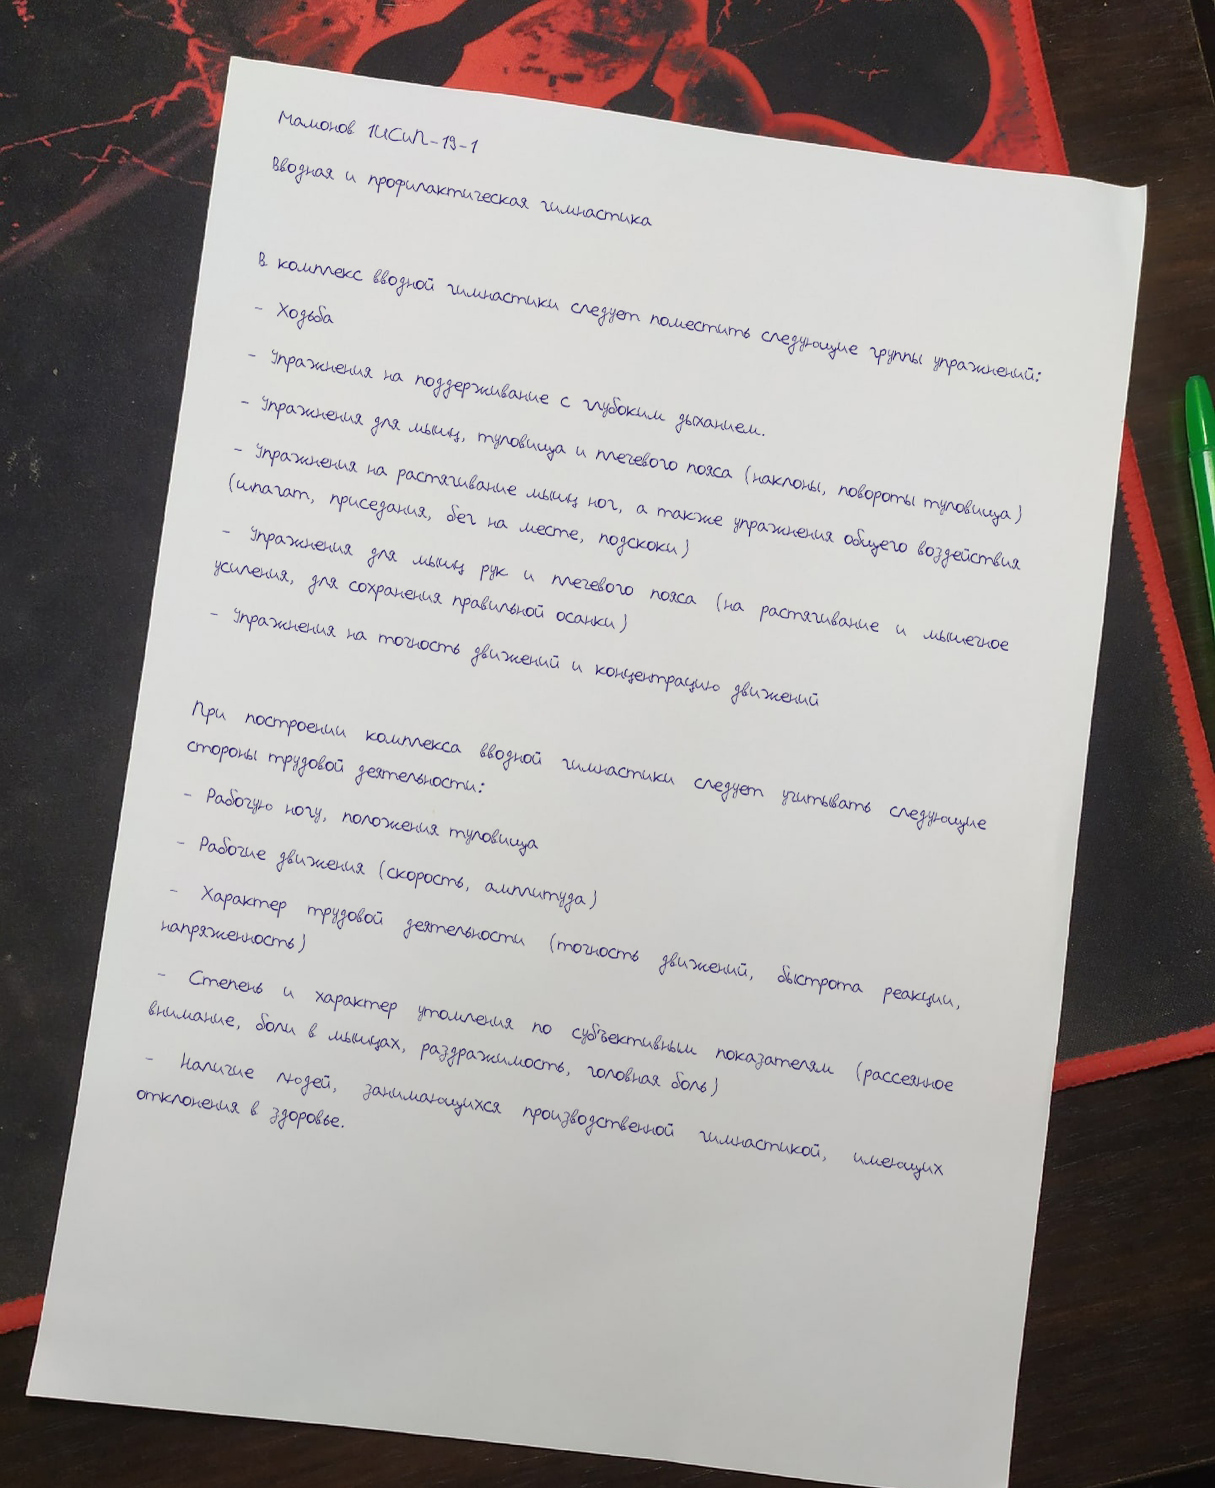 Мамонов 1ИСиП-19-1
Вводная и профилактическая гимнастика
В комплекс вводной гимнастики следует поместить следующие группы упражнений:
- Ходьба
- Упражнения на поддерживание с глубоким дыханием.
- Упражнения для мышц, туловища и плечевого пояса (наклоны, повороты туловища)
- Упражнения на растягивание мышц ног, а также упражнения общего воздействия
(шпагат, приседания, бег на месте, подскоки)
- Упражнения для мышц рук и плечевого пояса (на растягивание и мышечное
усиления, для сохранения правильной осанки)
- Упражнения на точность движений и концентрацию движений
При построении комплекса вводной гимнастики следует учитывать следующие
стороны трудовой деятельности:
- Рабочую ногу, положения туловища
- Рабочие движения (скорость, амплитуда)
- Характер трудовой деятельности (точность движений, быстрота реакции,
напряженность)
- Степень и характер утомления по субъективным показателям (рассеянное
внимание, боли в мышцах, раздражимость, головная боль)
- Наличие людей, занимающихся производственной гимнастикой, имеющих
отклонения в здоровье.